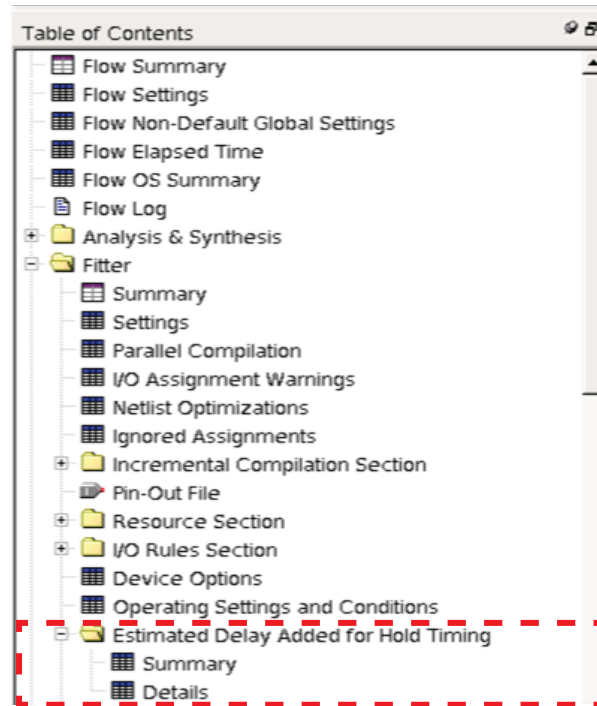 Table of Contents
Flow Summary
Flow Settings
Flow Non-Default Global Settings
Flow Elapsed Time
Flow OS Summary
Flow Log
Analysis & Synthesis
Fitter
Summary
Settings
Parallel Compilation
I/O Assignment Warnings
Netlist Optimizations
Ignored Assignments
Incremental Compilation Section
Pin-Out File
Resource Section
I/O Rules Section
Device Options
Operating Settings and Conditions
Estimated Delay Added for Hold Timing
Summary
Details